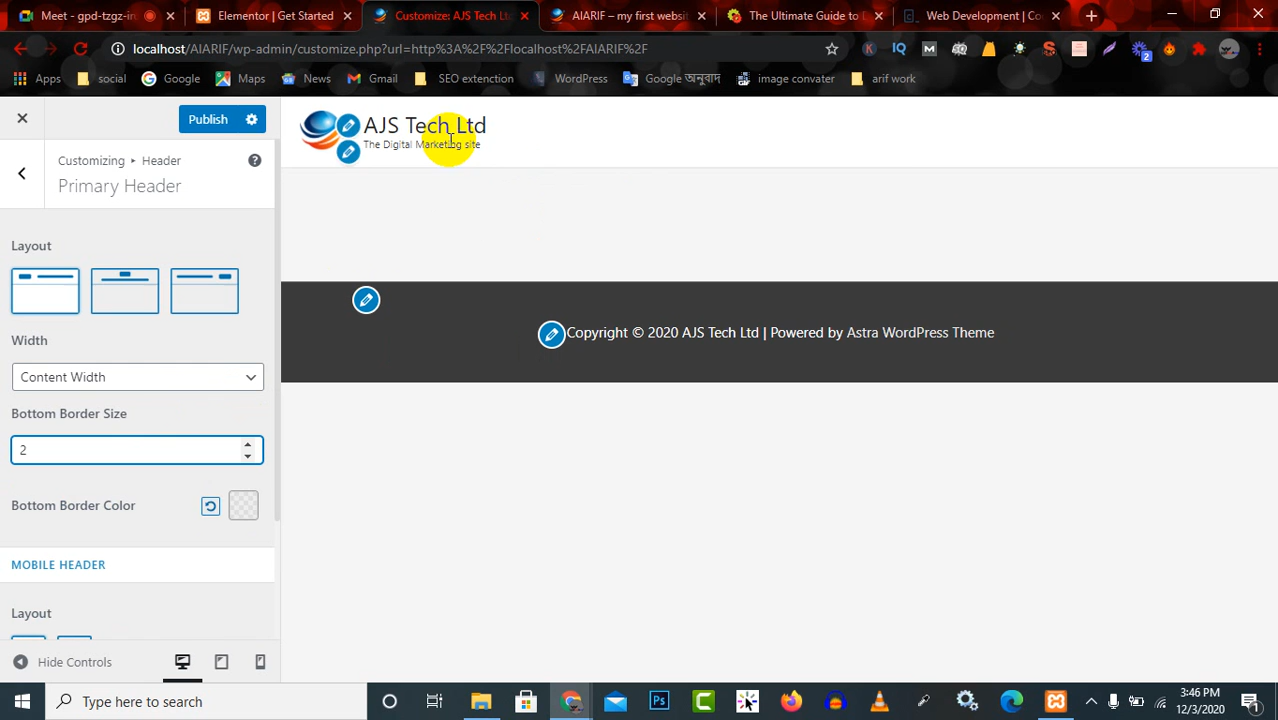 Meet - gpd-tzgz-in
Elementor | Get Started
Customize: AJS Tech Lt
AIARIF – my first websi
The Ultimate Guide to D
Web Development | Co
localhost/AIARIF/wp-admin/customize.php?url=http%3A%2F%2Flocalhost%2FAIARIF%2F
Apps
social
Google
Maps
News
Gmail
SEO extention
WordPress
Google অনুবাদ
image convater
arif work
Publish
Customizing ▸ Header
Primary Header
Layout
Width
Content Width
Bottom Border Size
2
Bottom Border Color
MOBILE HEADER
Layout
Hide Controls
AJS Tech Ltd
The Digital Marketing site
Copyright © 2020 AJS Tech Ltd | Powered by Astra WordPress Theme
Type here to search
3:46 PM
12/3/2020